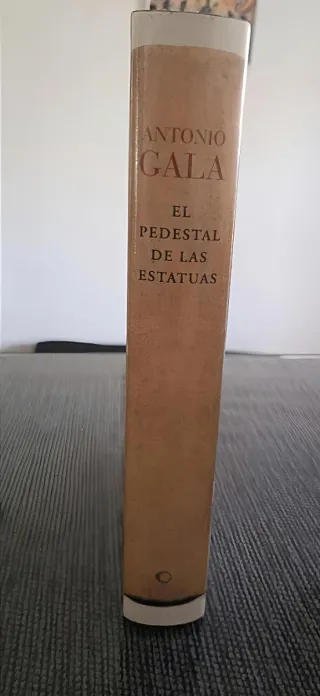 ANTONIO
GALA
EL
PEDESTAL
DE LAS
ESTATUAS